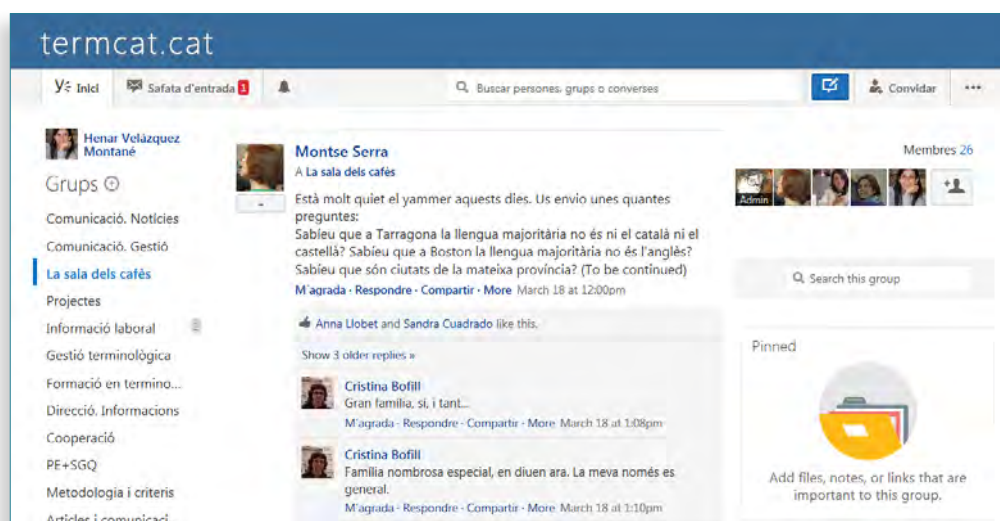 termcat.cat
Inici
Safata d'entrada 1
Buscar persones, grups o converses
Convidar
Henar Velázquez
Montané
Grups
Comunicació. Notícies
Comunicació. Gestió
La sala dels cafès
Projectes
Informació laboral 2
Gestió terminològica
Formació en termino...
Direcció. Informacions
Cooperació
PE+SGQ
Metodologia i criteris
Articles i comunicaci
Montse Serra
A La sala dels cafès
Està molt quiet el yammer aquests dies. Us envio unes quantes
preguntes:
Sabíeu que a Tarragona la llengua majoritària no és ni el català ni el
castellà? Sabíeu que a Boston la llengua majoritària no és l'anglès?
Sabíeu que són ciutats de la mateixa província? (To be continued)
M'agrada · Respondre · Compartir · More March 18 at 12:00pm
Anna Llobet and Sandra Cuadrado like this.
Show 3 older replies »
Cristina Bofill
Gran família, sí, i tant...
M'agrada · Respondre · Compartir · More March 18 at 1:08pm
Cristina Bofill
Família nombrosa especial, en diuen ara. La meva només és
general.
M'agrada · Respondre · Compartir · More March 18 at 1:10pm
Membres 26
Admin
Search this group
Pinned
Add files, notes, or links that are
important to this group.